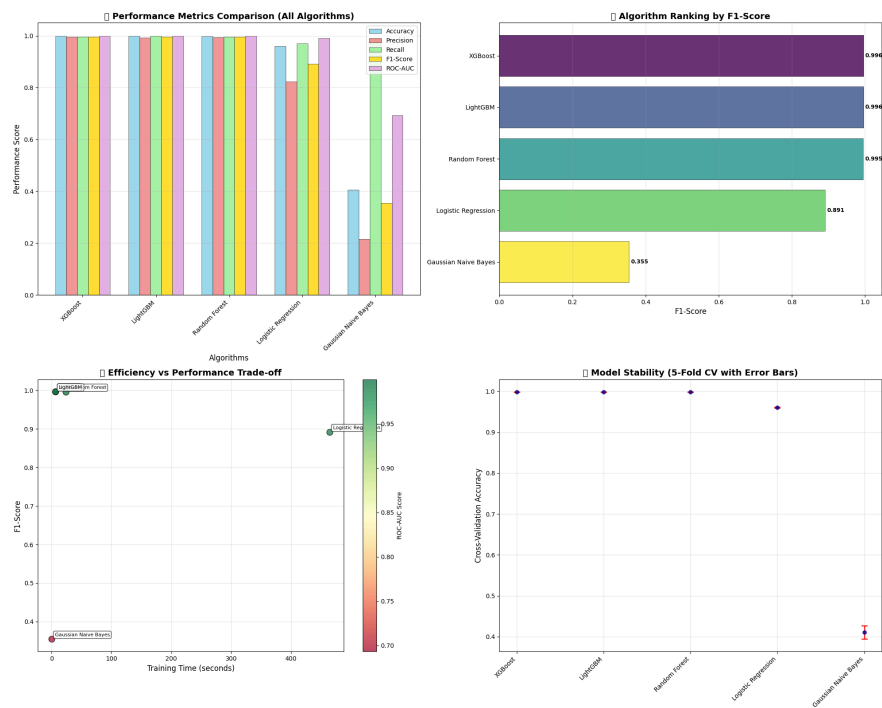 ▯ Performance Metrics Comparison (All Algorithms)
Performance Score
1.0
0.8
0.6
0.4
0.2
0.0
Accuracy
Precision
Recall
F1-Score
ROC-AUC
XGBoost
LightGBM
Random Forest
Logistic Regression
Gaussian Naive Bayes
Algorithms
▯ Algorithm Ranking by F1-Score
XGBoost
0.996
LightGBM
0.996
Random Forest
0.995
Logistic Regression
0.891
Gaussian Naive Bayes
0.355
0.0
0.2
0.4
0.6
0.8
1.0
F1-Score
▯ Efficiency vs Performance Trade-off
F1-Score
1.0
0.9
0.8
0.7
0.6
0.5
0.4
LightGBM
m Forest
Logistic Reg
Gaussian Naive Bayes
0
100
200
300
400
Training Time (seconds)
0.95
0.90
0.85
0.80
0.75
0.70
ROC-AUC Score
▯ Model Stability (5-Fold CV with Error Bars)
Cross-Validation Accuracy
1.0
0.9
0.8
0.7
0.6
0.5
0.4
XGBoost
LightGBM
Random Forest
Logistic Regression
Gaussian Naive Bayes